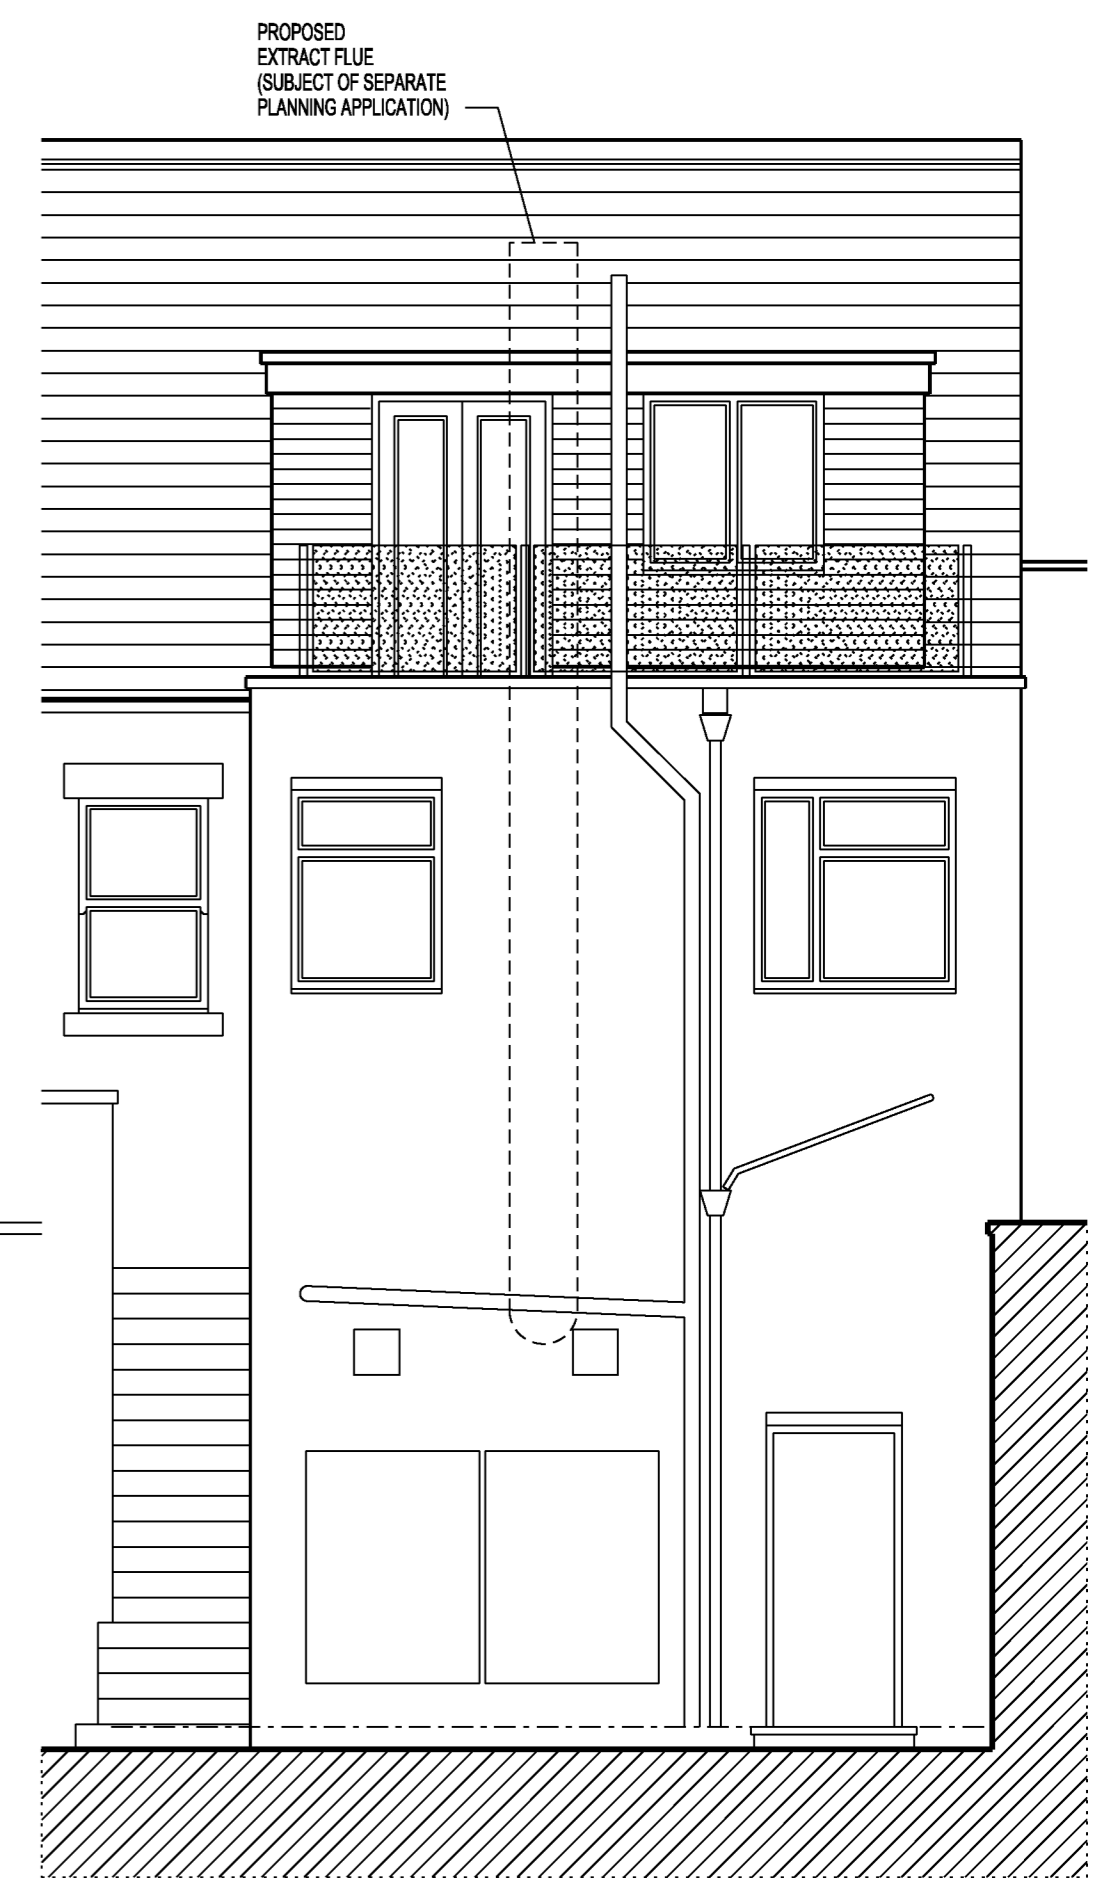 PROPOSED
EXTRACT FLUE
(SUBJECT OF SEPARATE
PLANNING APPLICATION)